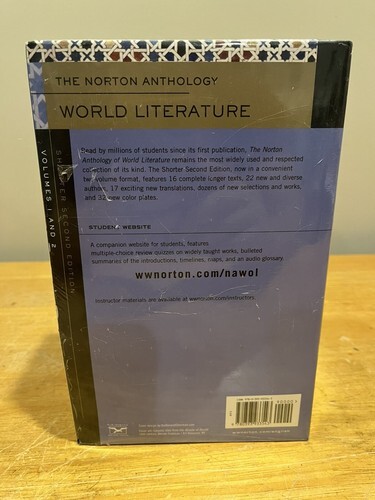 THE NORTON ANTHOLOGY
WORLD LITERATURE
VOLUMES 1 AND 2
SHORTER SECOND EDITION
Read by millions of students since its first publication, The Norton
Anthology of World Literature remains the most widely used and respected
collection of its kind. The Shorter Second Edition, now in a convenient
two volume format, features 16 complete longer texts, 22 new and diverse
authors, 17 exciting new translations, dozens of new selections and works,
and 32 new color plates.
STUDENT WEBSITE
A companion website for students, features
multiple-choice review quizzes on widely taught works, bulleted
summaries of the introductions, timelines, maps, and an audio glossary.
wwnorton.com/nawol
Instructor materials are available at wwnorton.com/instructors
90000